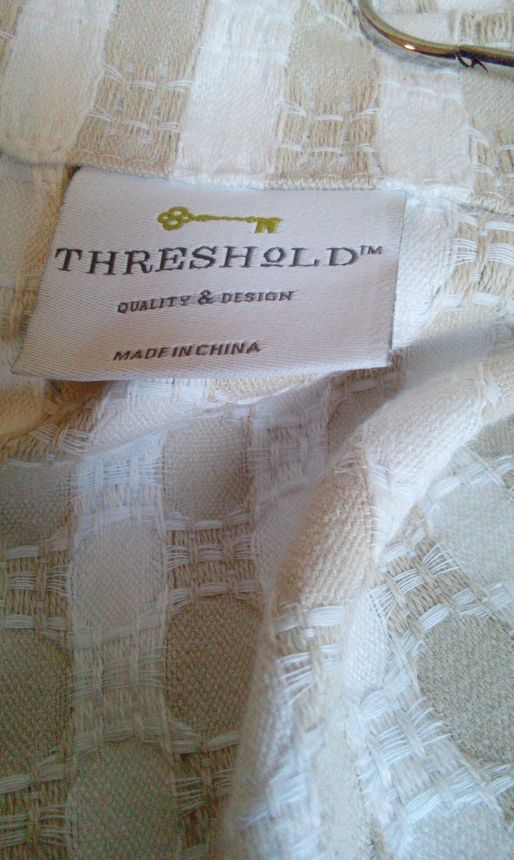 THRESHOLD™
QUALITY & DESIGN
MADE IN CHINA